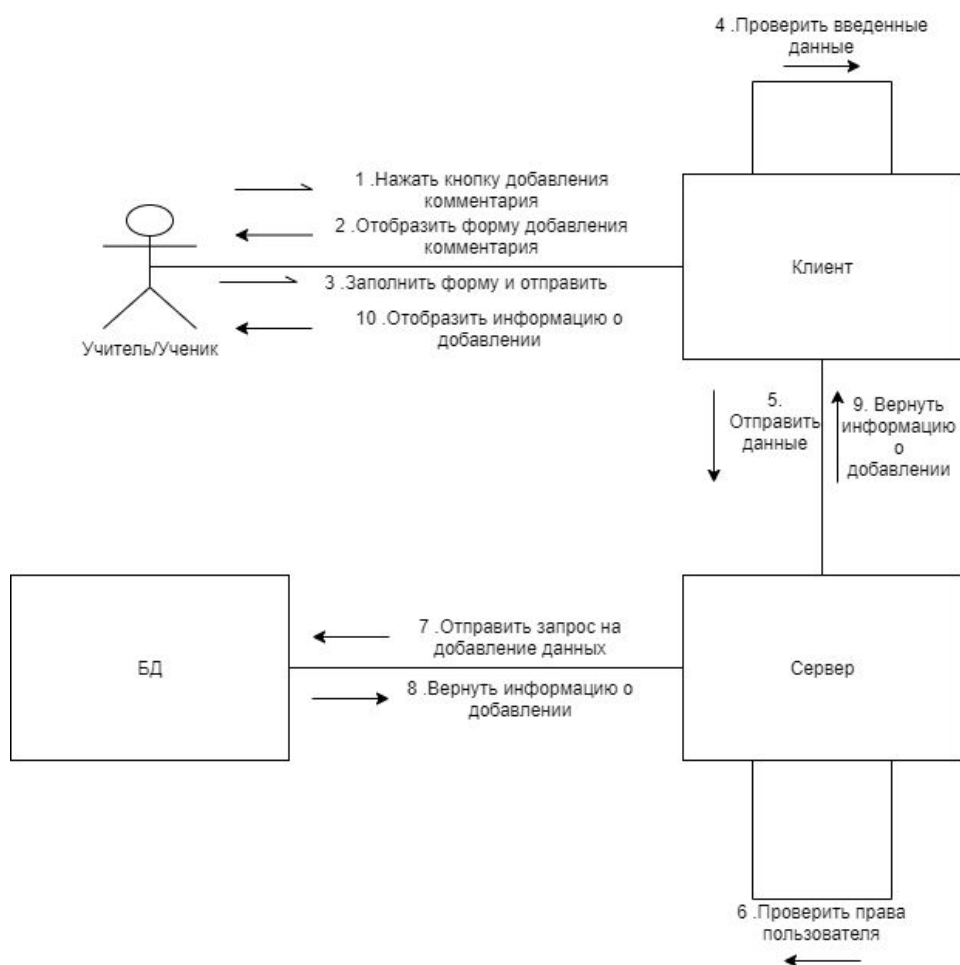 4 .Проверить введенные
данные
1 .Нажать кнопку добавления
комментария
2 .Отобразить форму добавления
комментария
Клиент
3 .Заполнить форму и отправить
10 .Отобразить информацию о
добавлении
Учитель/Ученик
5.
Отправить
данные
9. Вернуть
информацию
о
добавлении
7 .Отправить запрос на
добавление данных
БД
Сервер
8 .Вернуть информацию о
добавлении
6 .Проверить права
пользователя